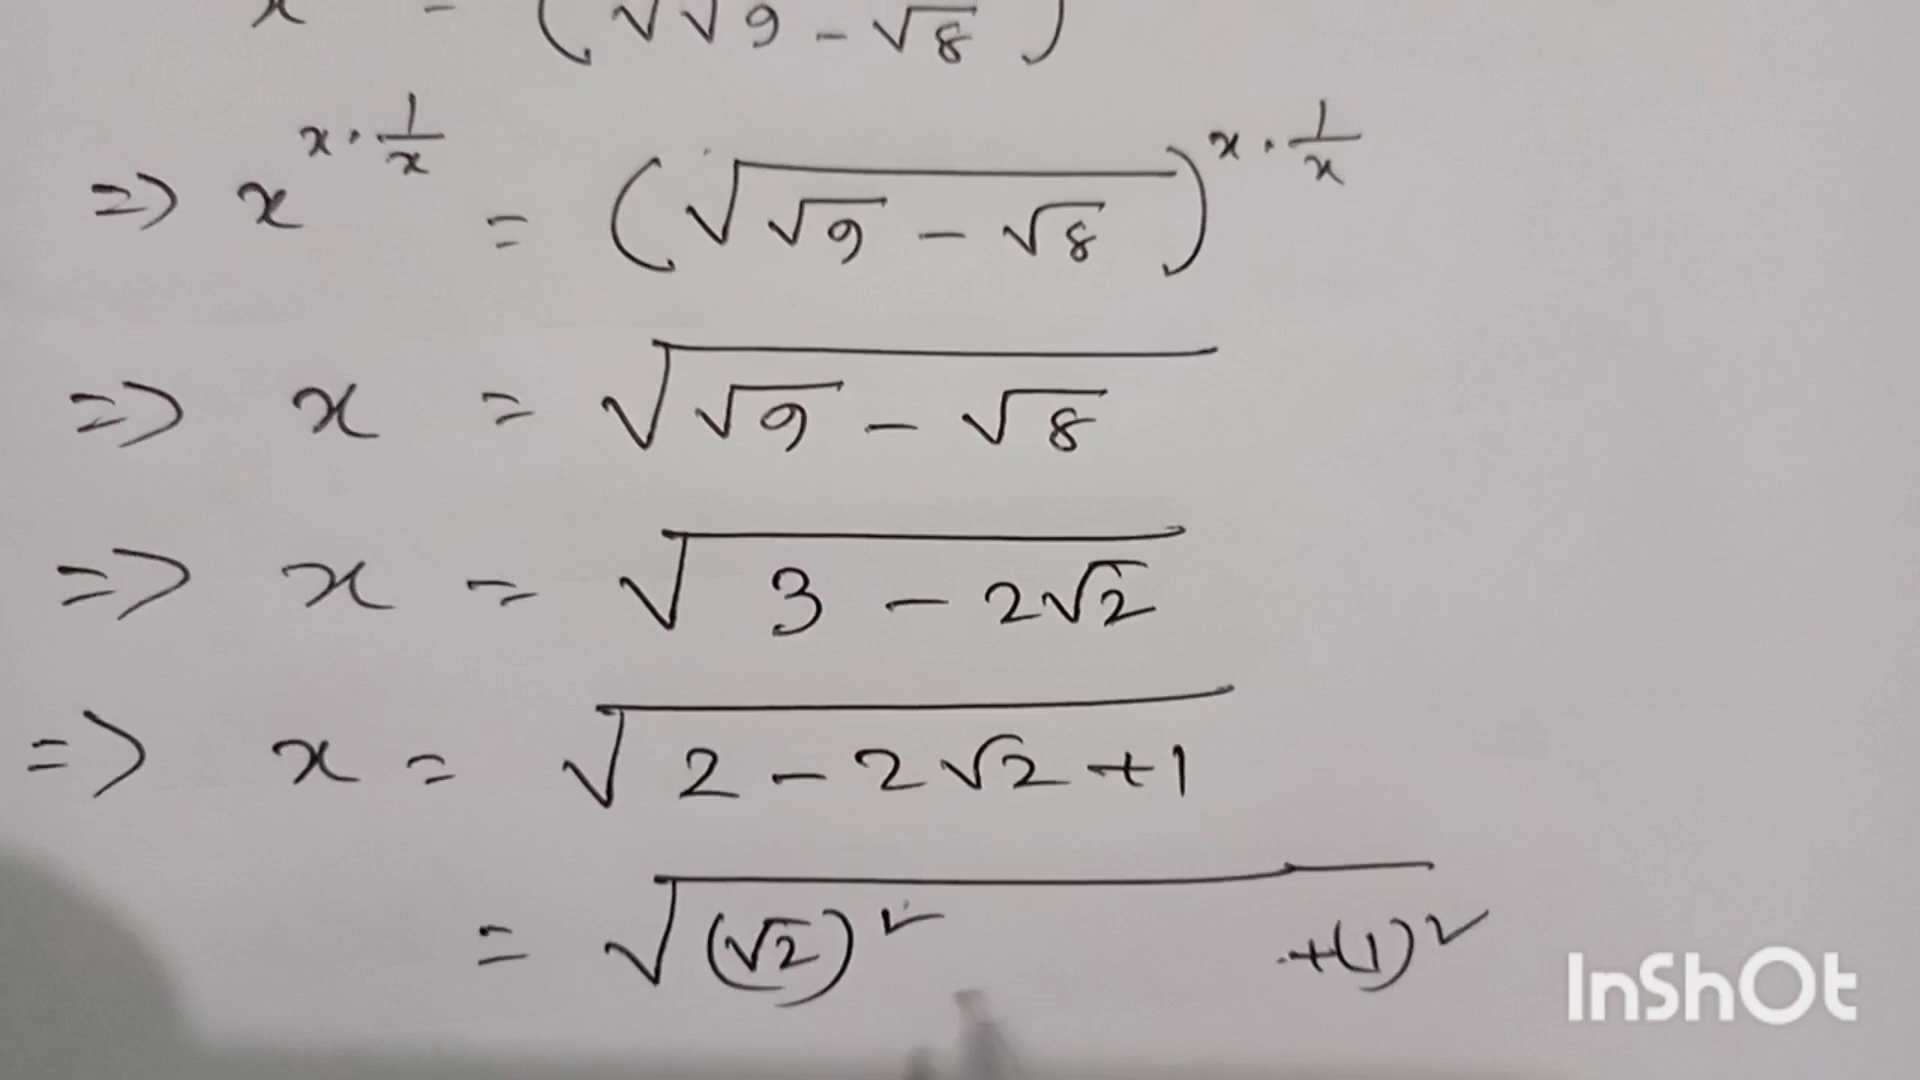 x = (√√9 - √8)
=> x^{x · 1/x} = (√(√9 - √8))^{x · 1/x}
=> x = √(√9 - √8)
=> x = √(3 - 2√2)
=> x = √(2 - 2√2 + 1)
= √((√2)² + (1)²)
InShOt